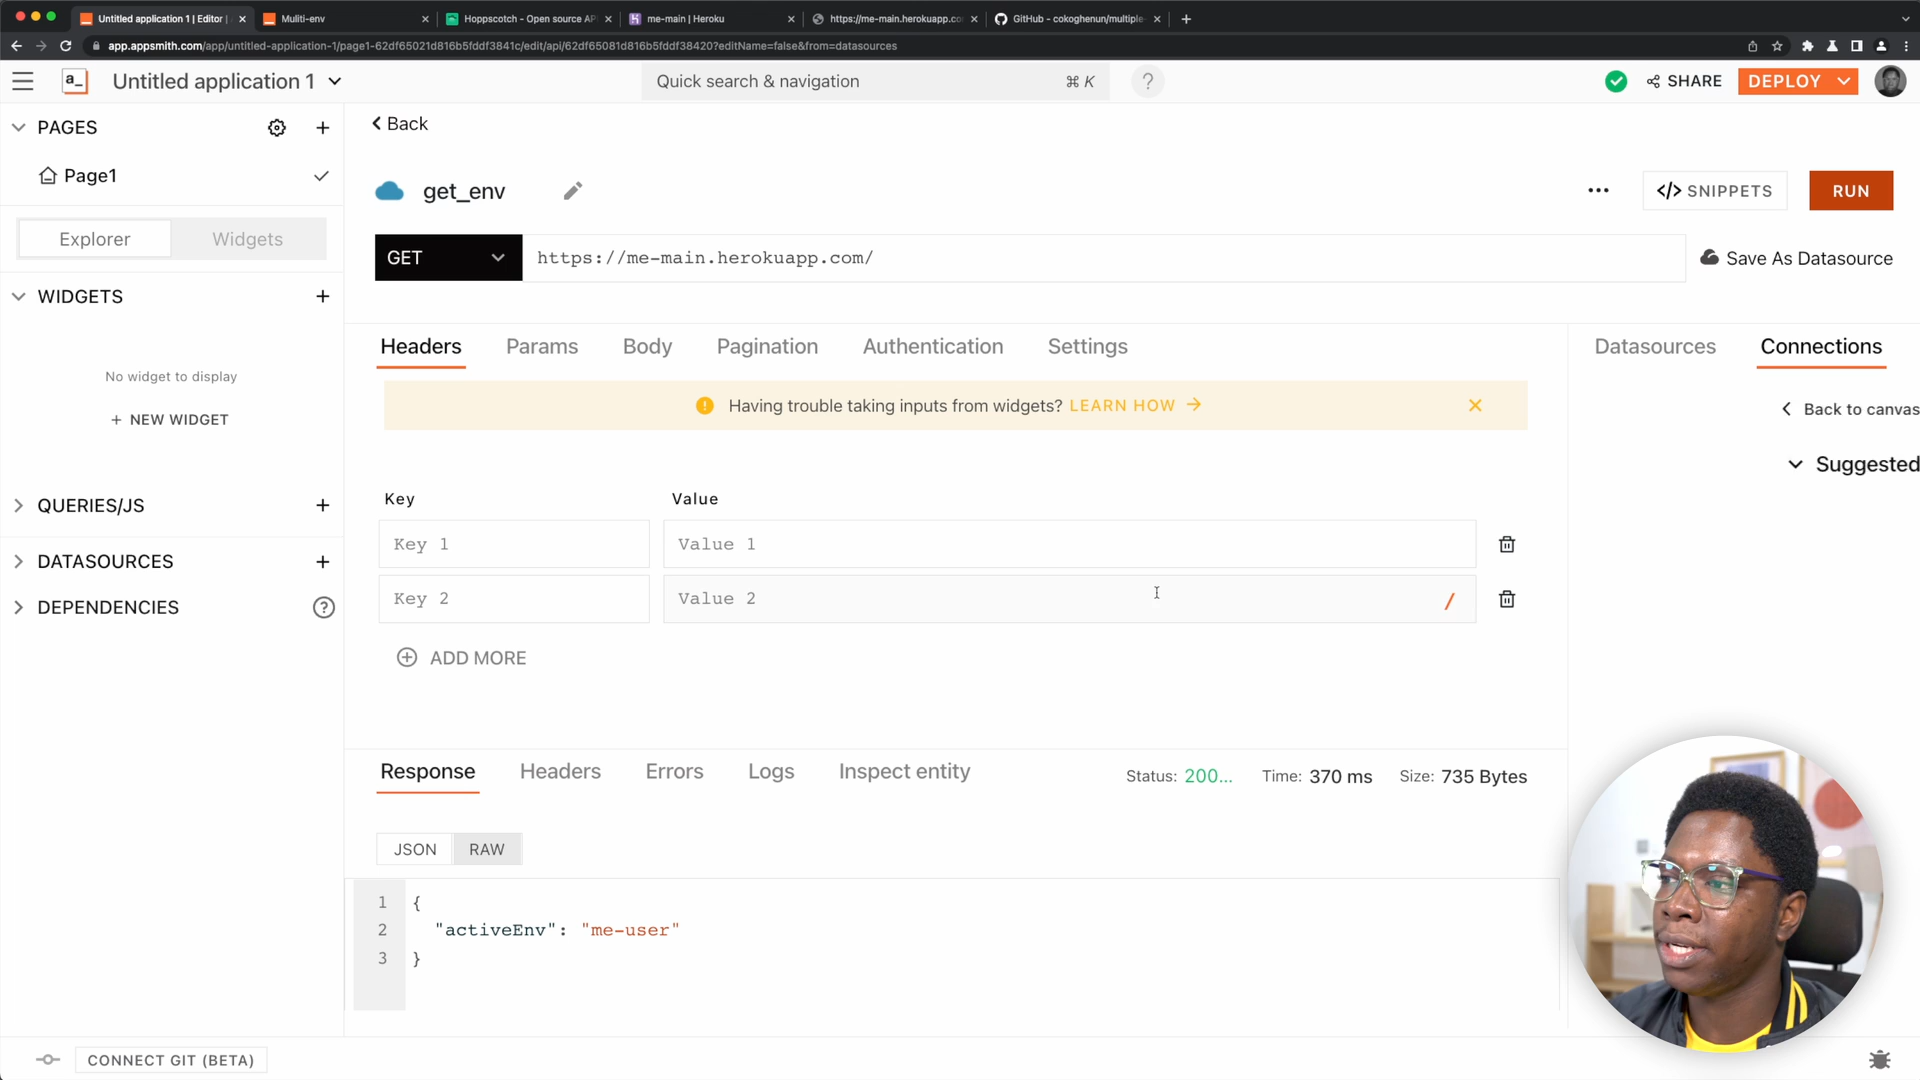 Untitled application 1 | Editor |
Muliti-env
Hoppscotch - Open source AP
me-main | Heroku
https://me-main.herokuapp.co
GitHub - cokoghenun/multiple-
app.appsmith.com/app/untitled-application-1/page1-62df65021d816b5fddf3841c/edit/api/62df65081d816b5fddf38420?editName=false&from=datasources
a_
Untitled application 1
Quick search & navigation
⌘ K
?
SHARE
DEPLOY
PAGES
Page1
Explorer
Widgets
WIDGETS
No widget to display
+ NEW WIDGET
QUERIES/JS
DATASOURCES
DEPENDENCIES
?
Back
get_env
</> SNIPPETS
RUN
GET
https://me-main.herokuapp.com/
Save As Datasource
Headers
Params
Body
Pagination
Authentication
Settings
Datasources
Connections
Having trouble taking inputs from widgets? LEARN HOW →
Back to canvas
Suggested
Key
Value
Key 1
Value 1
Key 2
Value 2
/
ADD MORE
Response
Headers
Errors
Logs
Inspect entity
Status: 200...
Time: 370 ms
Size: 735 Bytes
JSON
RAW
1 {
2 "activeEnv": "me-user"
3 }
CONNECT GIT (BETA)